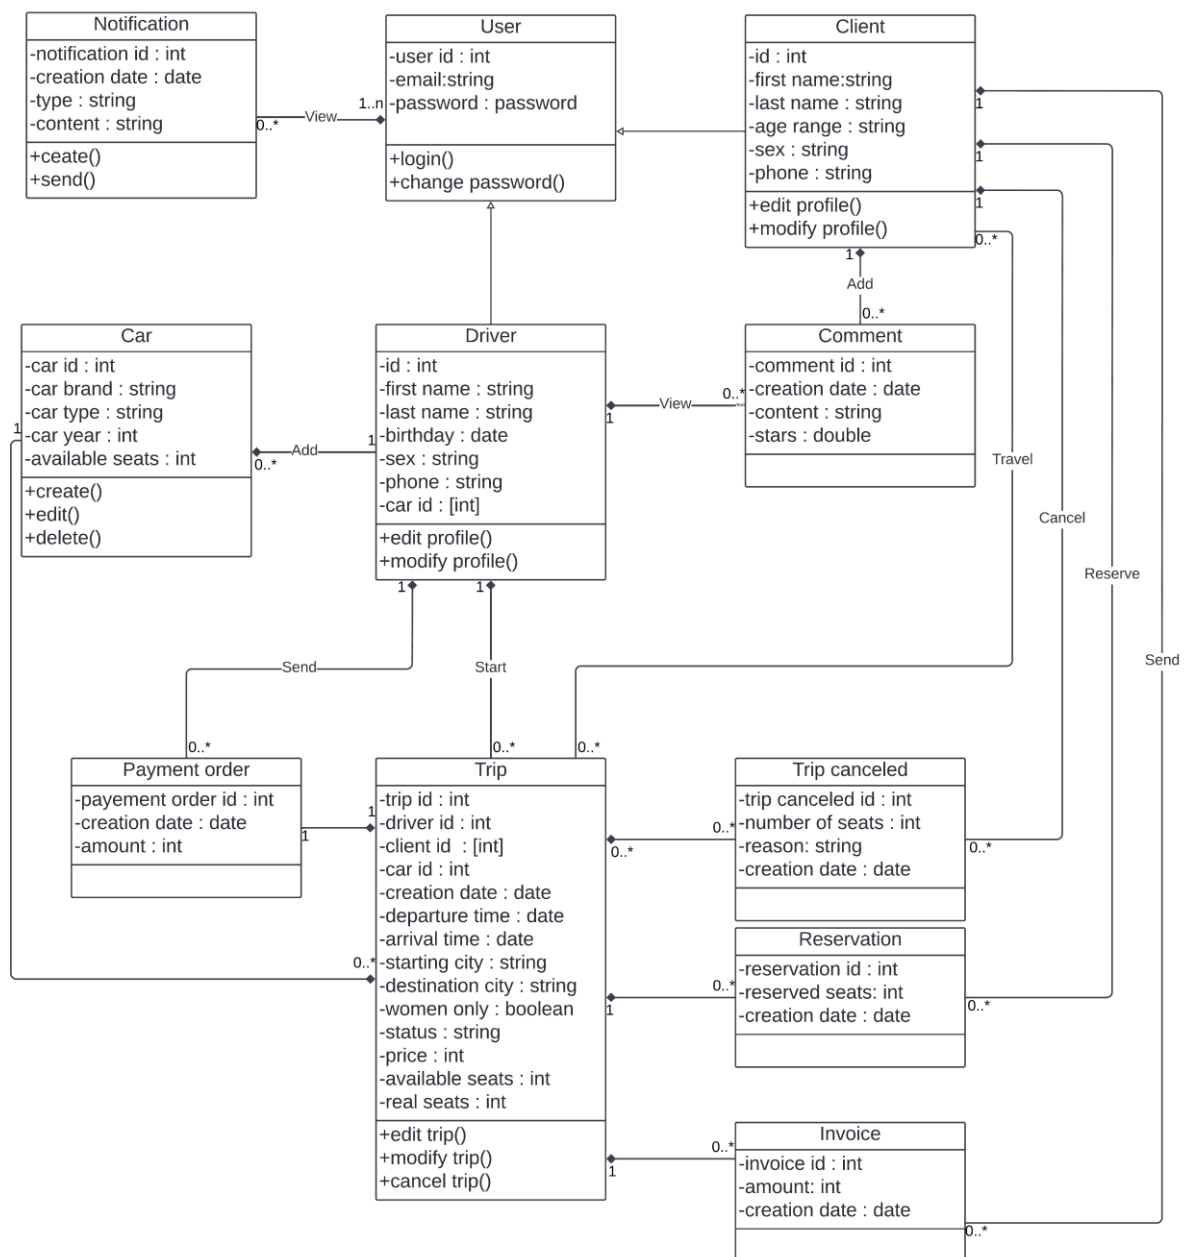 Notification
-notification id : int
-creation date : date
-type : string
-content : string
+ceate()
+send()
0..*
View
1..n
User
-user id : int
-email:string
-password : password
+login()
+change password()
Client
-id : int
-first name:string
-last name : string
-age range : string
-sex : string
-phone : string
+edit profile()
+modify profile()
1
1
1
0..*
1
Add
0..*
Car
-car id : int
-car brand : string
-car type : string
-car year : int
-available seats : int
+create()
+edit()
+delete()
1
0..*
Add
1
Driver
-id : int
-first name : string
-last name : string
-birthday : date
-sex : string
-phone : string
-car id : [int]
+edit profile()
+modify profile()
1
View
0..*
Comment
-comment id : int
-creation date : date
-content : string
-stars : double
Travel
Cancel
Reserve
Send
1
1
Send
Start
0..*
0..*
0..*
Payment order
-payement order id : int
-creation date : date
-amount : int
1
1
Trip
-trip id : int
-driver id : int
-client id : [int]
-car id : int
-creation date : date
-departure time : date
-arrival time : date
-starting city : string
-destination city : string
-women only : boolean
-status : string
-price : int
-available seats : int
-real seats : int
+edit trip()
+modify trip()
+cancel trip()
0..*
0..*
0..*
Trip canceled
-trip canceled id : int
-number of seats : int
-reason: string
-creation date : date
0..*
1
0..*
Reservation
-reservation id : int
-reserved seats: int
-creation date : date
0..*
1
0..*
Invoice
-invoice id : int
-amount: int
-creation date : date
0..*